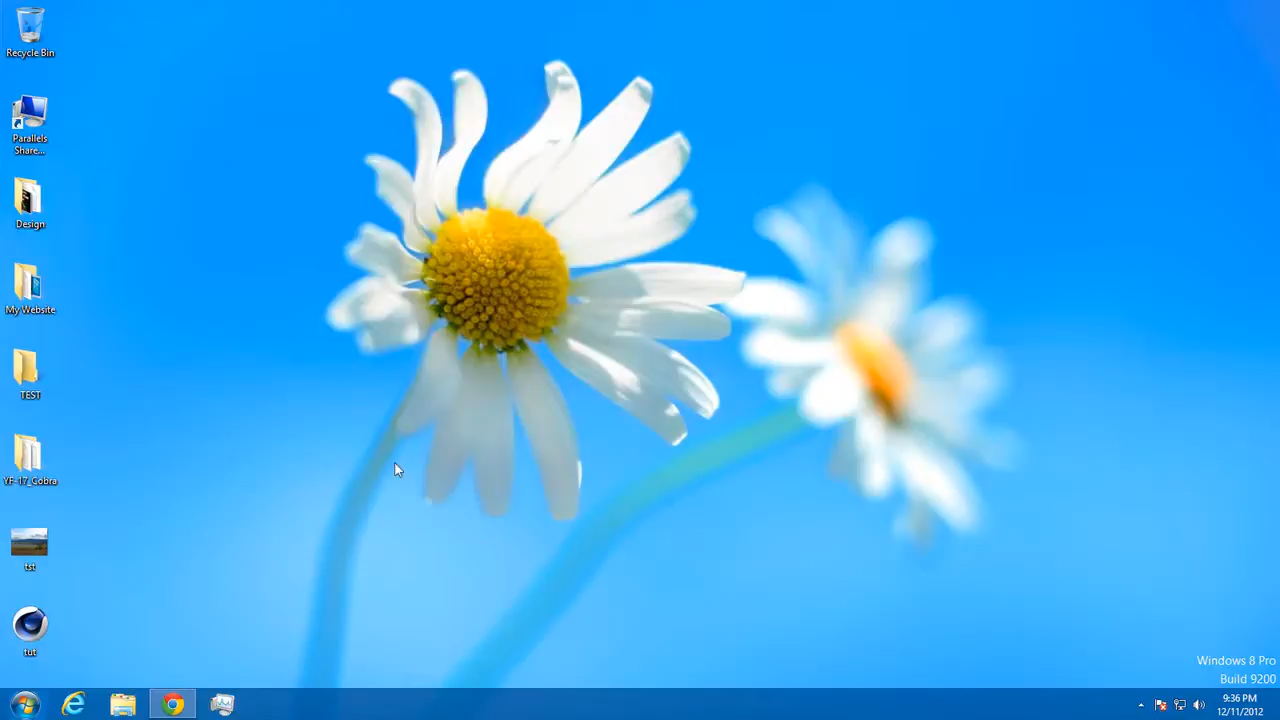 Recycle Bin
Parallels
Share...
Design
My Website
TEST
YF-17_Cobra
tst
tut
Windows 8 Pro
Build 9200
9:36 PM
12/11/2012